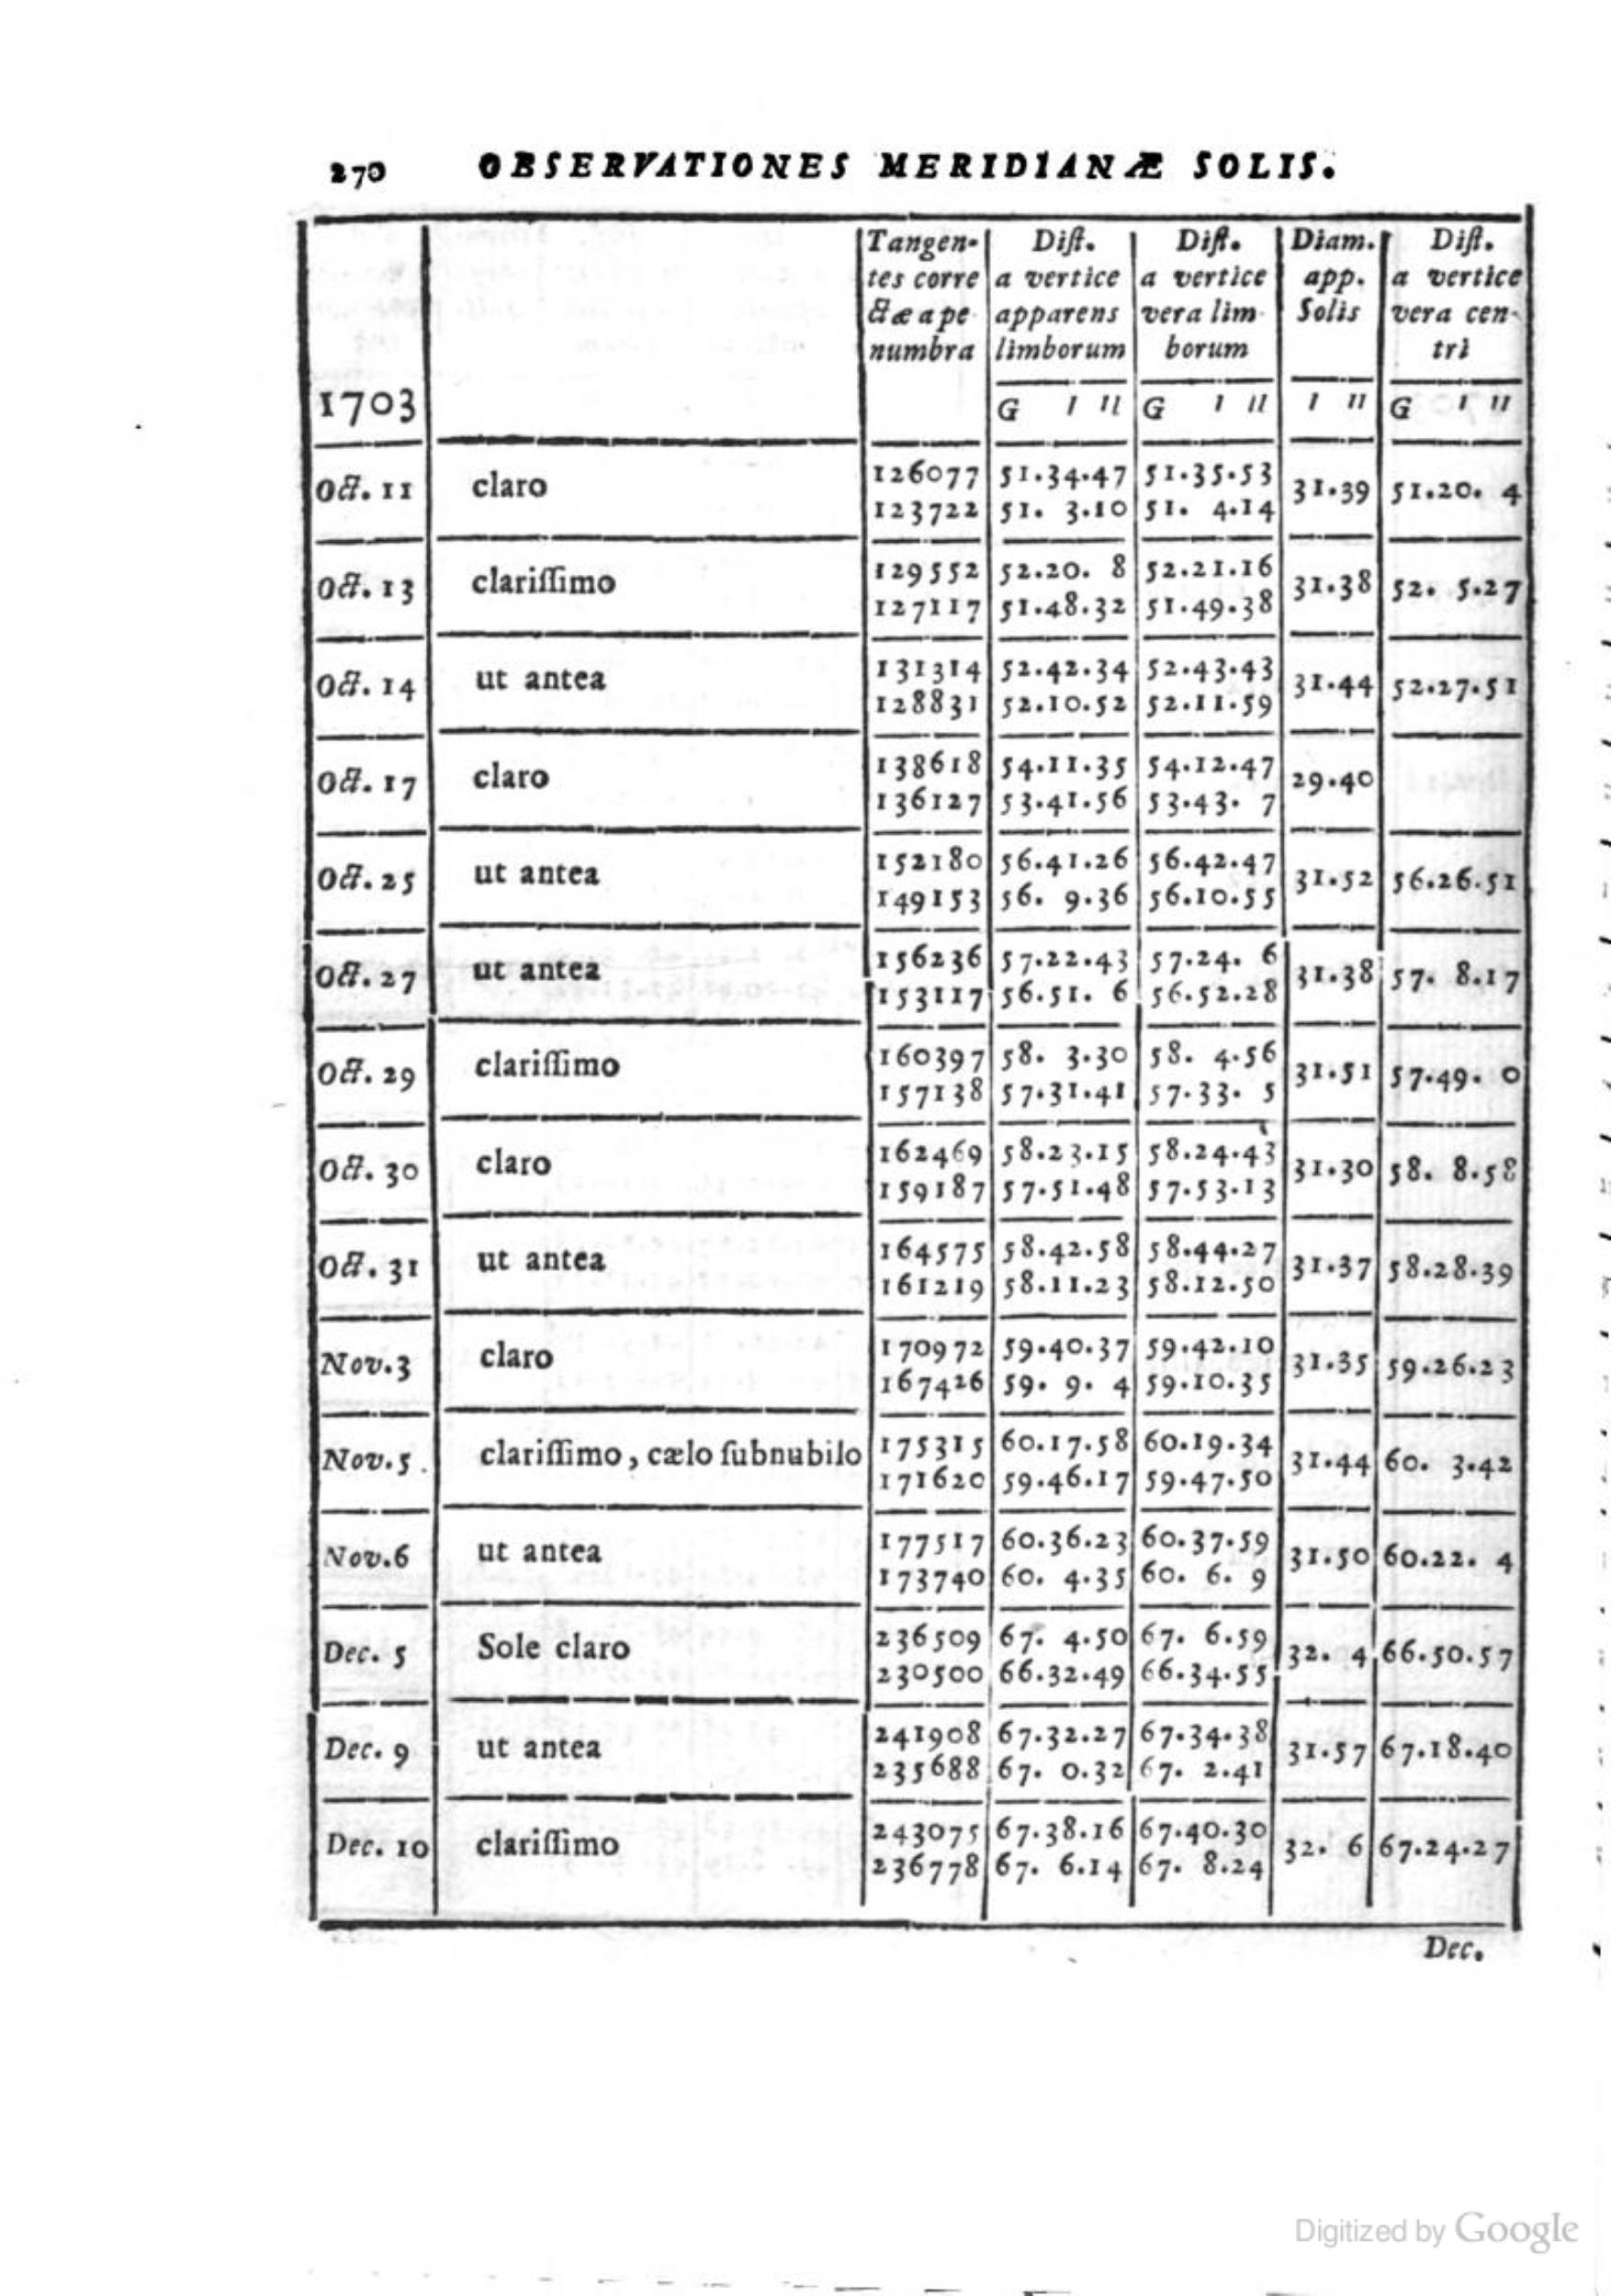 270 OBSERVATIONES MERIDIANÆ SOLIS.
Tangen- Diſt. Diſt. Diam. Diſt.
tes corre a vertice a vertice app. a vertice
ctæ a pe apparens vera lim- Solis vera cen-
numbra limborum borum tri
1703 G I II G I II I II G I II
126077 51.34.47 51.35.53
Oct. 11 claro 31.39 51.20. 4
123722 51. 3.10 51. 4.14
129552 52.20. 8 52.21.16
Oct. 13 clariſſimo 31.38 52. 5.27
127117 51.48.32 51.49.38
131314 52.42.34 52.43.43
Oct. 14 ut antea 31.44 52.27.51
128831 52.10.52 52.11.59
138618 54.11.35 54.12.47
Oct. 17 claro 29.40
136127 53.41.56 53.43. 7
152180 56.41.26 56.42.47
Oct. 25 ut antea 31.52 56.26.51
149153 56. 9.36 56.10.55
156236 57.22.43 57.24. 6
Oct. 27 ut antea 31.38 57. 8.17
153117 56.51. 6 56.52.28
160397 58. 3.30 58. 4.56
Oct. 29 clariſſimo 31.51 57.49. 0
157138 57.31.41 57.33. 5
162469 58.23.15 58.24.43
Oct. 30 claro 31.30 58. 8.58
159187 57.51.48 57.53.13
164575 58.42.58 58.44.27
Oct. 31 ut antea 31.37 58.28.39
161219 58.11.23 58.12.50
170972 59.40.37 59.42.10
Nov.3 claro 31.35 59.26.23
167426 59. 9. 4 59.10.35
175315 60.17.58 60.19.34
Nov.5. clariſſimo, cælo ſubnubilo 31.44 60. 3.42
171620 59.46.17 59.47.50
177517 60.36.23 60.37.59
Nov.6 ut antea 31.50 60.22. 4
173740 60. 4.35 60. 6. 9
236509 67. 4.50 67. 6.59
Dec. 5 Sole claro 32. 4 66.50.57
230500 66.32.49 66.34.55
241908 67.32.27 67.34.38
Dec. 9 ut antea 31.57 67.18.40
235688 67. 0.32 67. 2.41
243075 67.38.16 67.40.30
Dec. 10 clariſſimo 32. 6 67.24.27
236778 67. 6.14 67. 8.24
Dec.
Digitized by Google